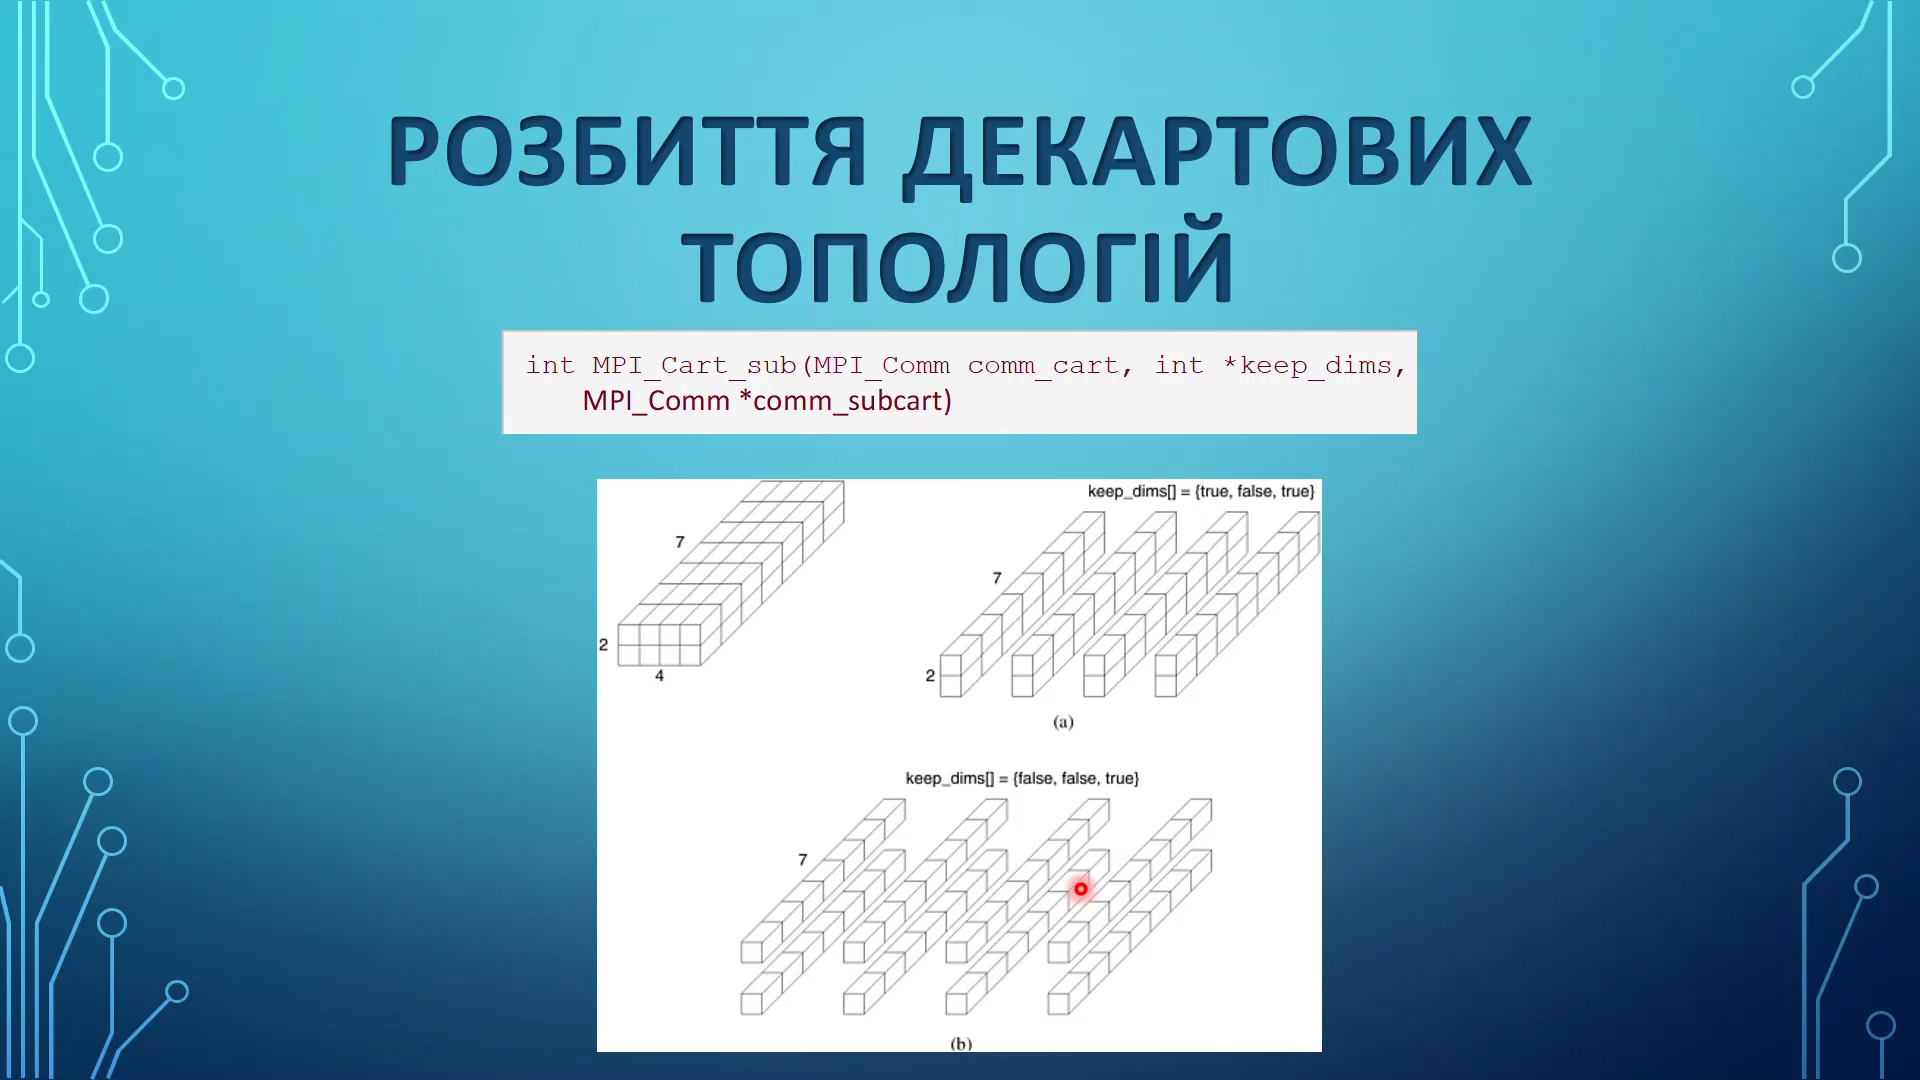 РОЗБИТТЯ ДЕКАРТОВИХ
ТОПОЛОГІЙ
int MPI_Cart_sub(MPI_Comm comm_cart, int *keep_dims,
MPI_Comm *comm_subcart)
keep_dims[] = {true, false, true}
7
7
2
4
2
(a)
keep_dims[] = {false, false, true}
7
(b)